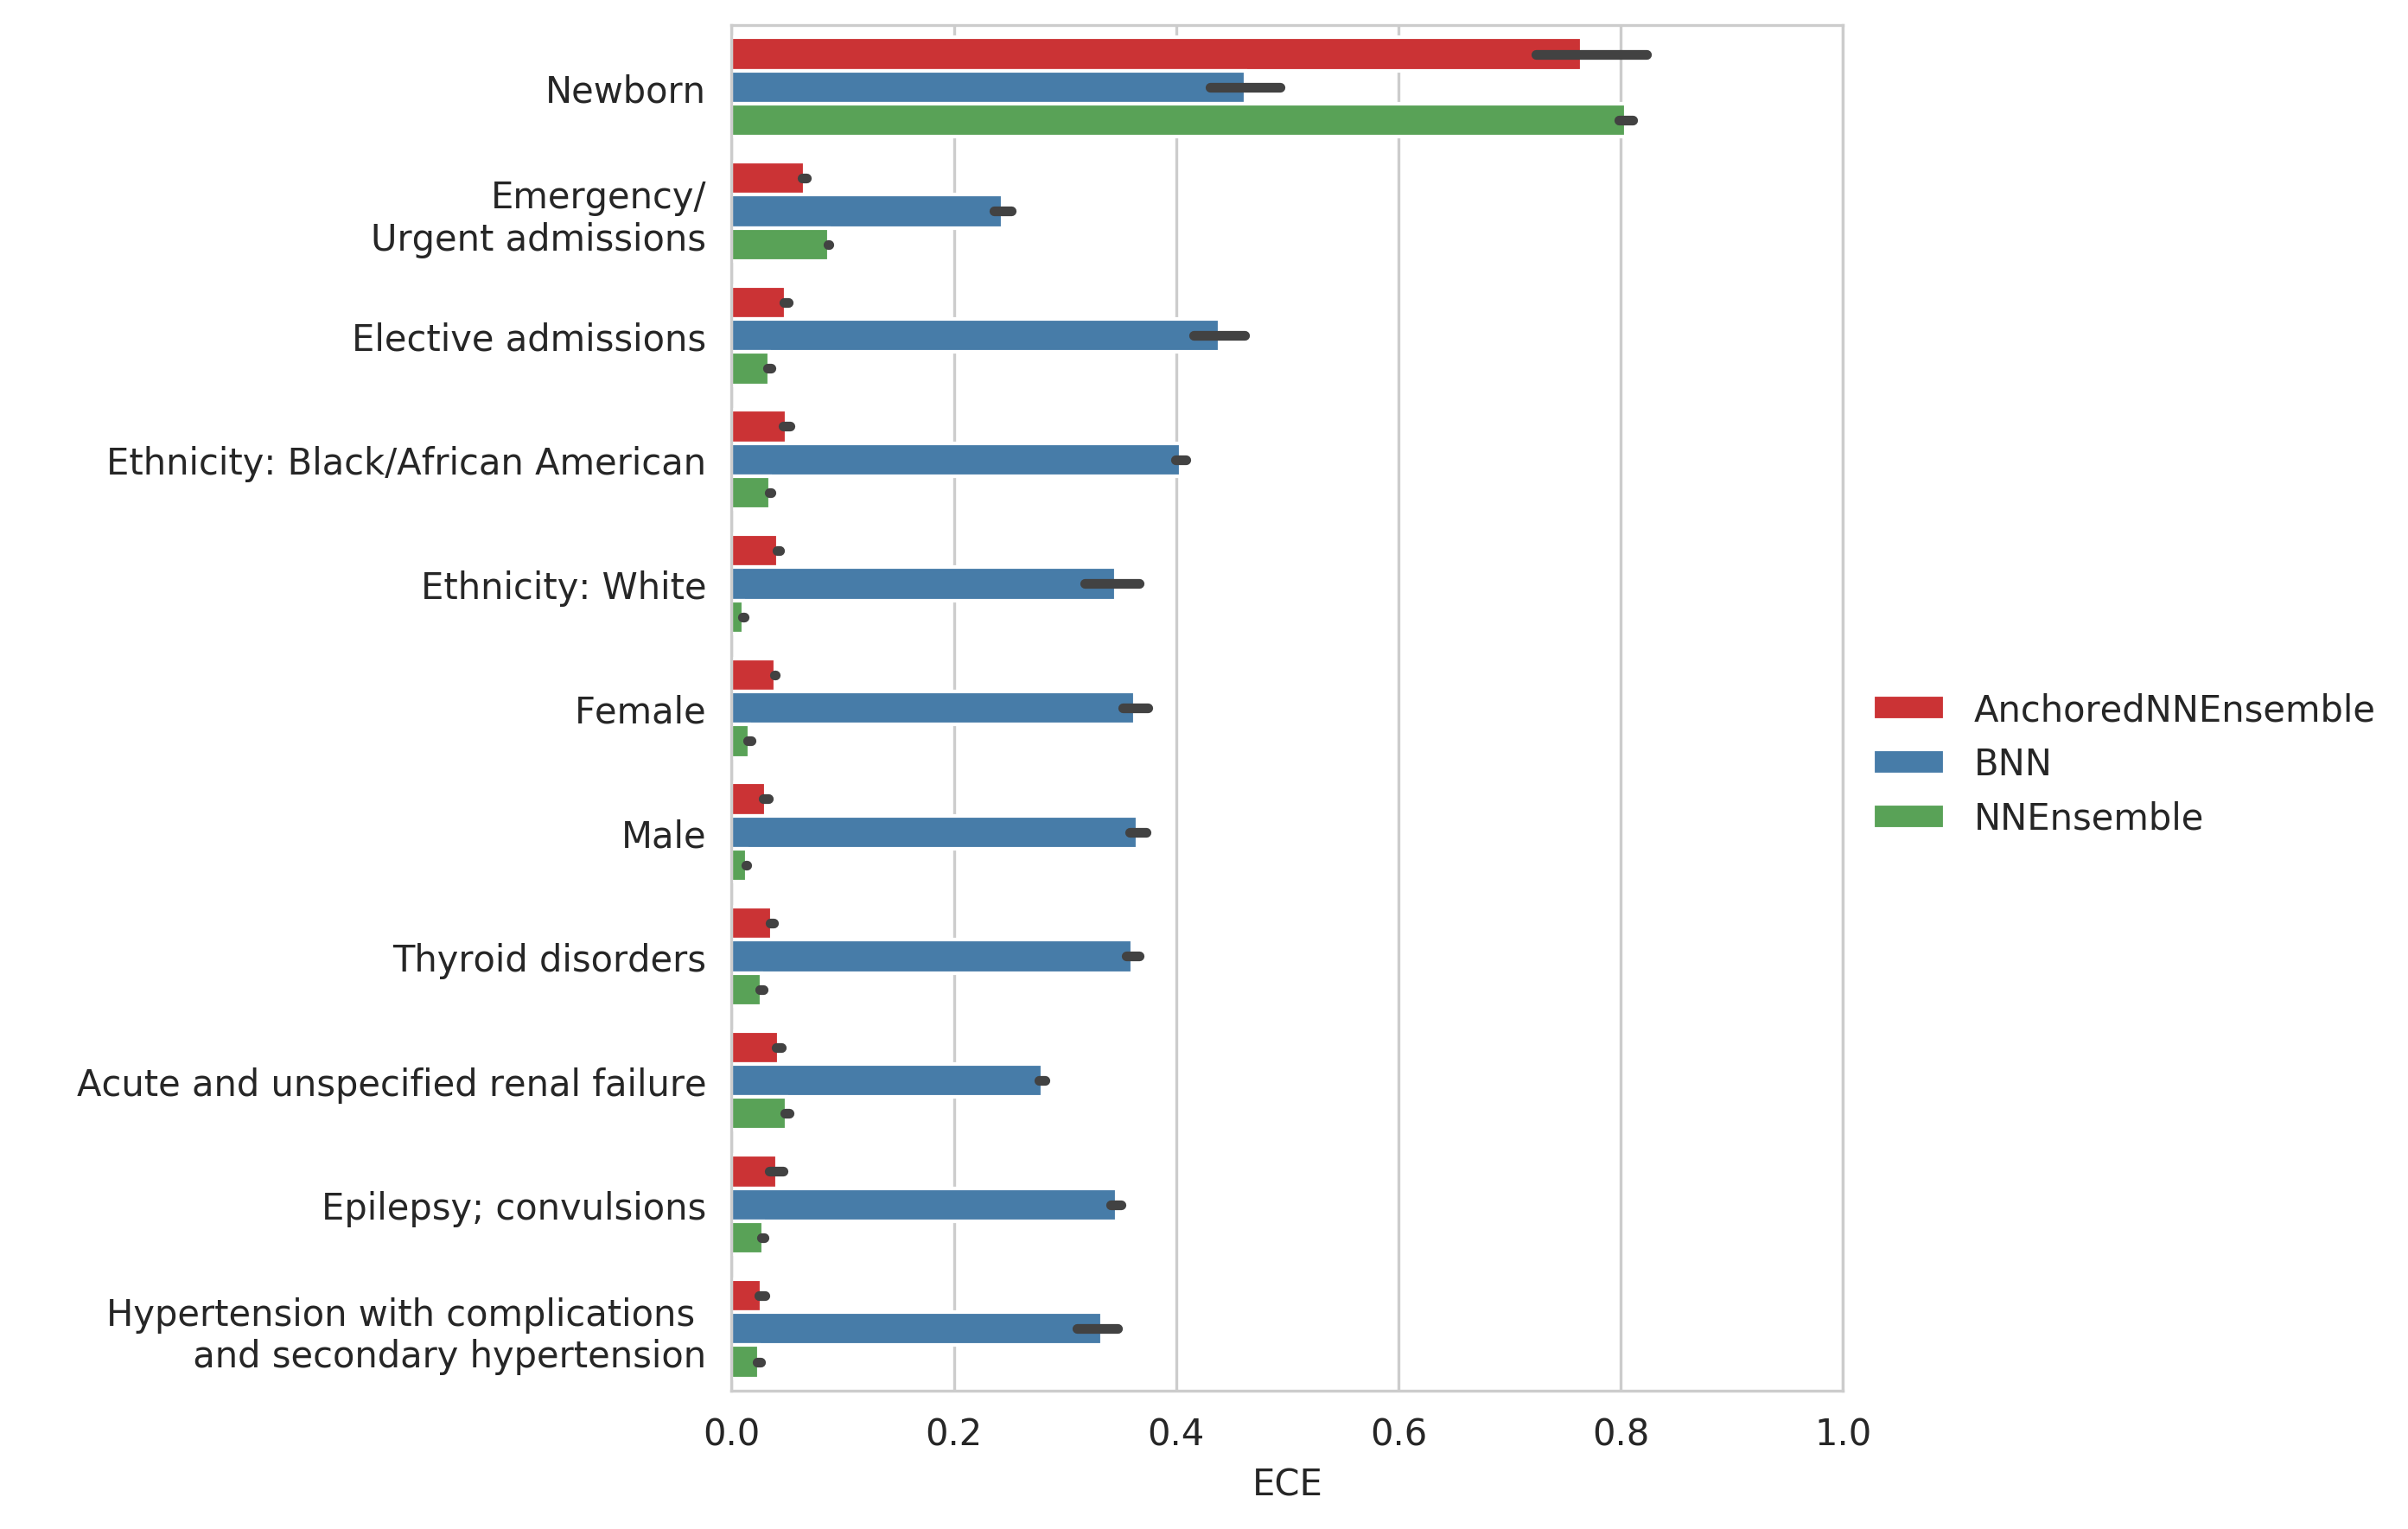 Newborn
Emergency/
Urgent admissions
Elective admissions
Ethnicity: Black/African American
Ethnicity: White
Female
Male
Thyroid disorders
Acute and unspecified renal failure
Epilepsy; convulsions
Hypertension with complications
and secondary hypertension
0.0 0.2 0.4 0.6 0.8 1.0
ECE
AnchoredNNEnsemble
BNN
NNEnsemble